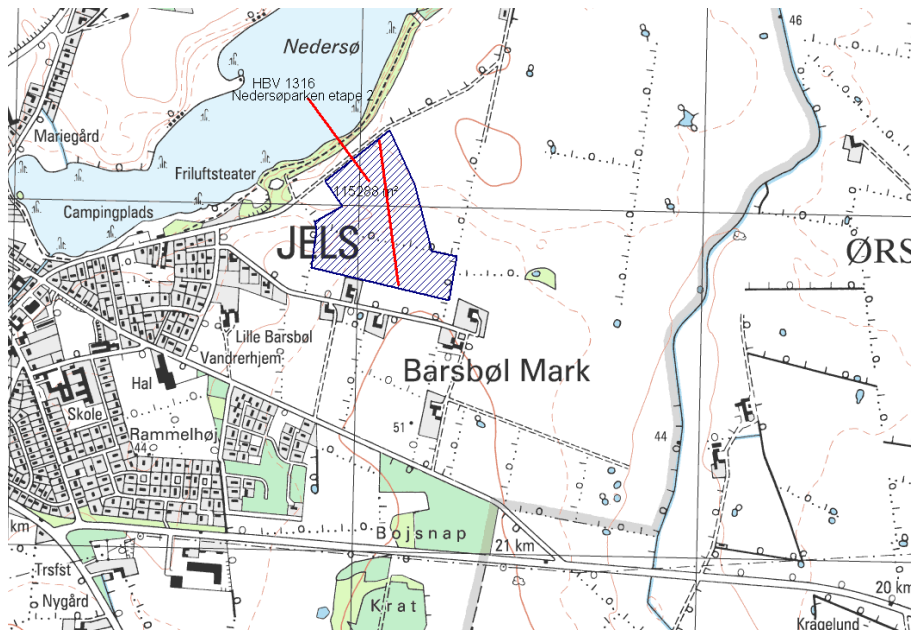 46
Nedersø
HBV 1316
Nedersøparken etape 2
Mariegård
Friluftsteater
115288 m²
Campingplads
JELS
ØRS
Lille Barsbøl
Vandrerhjem
Barsbøl Mark
Hal
Skole
Rammelhøj
44
51
44
km
Bojsnap
21 km
Trsfst
20 km
Nygård
Krat
Kragelund